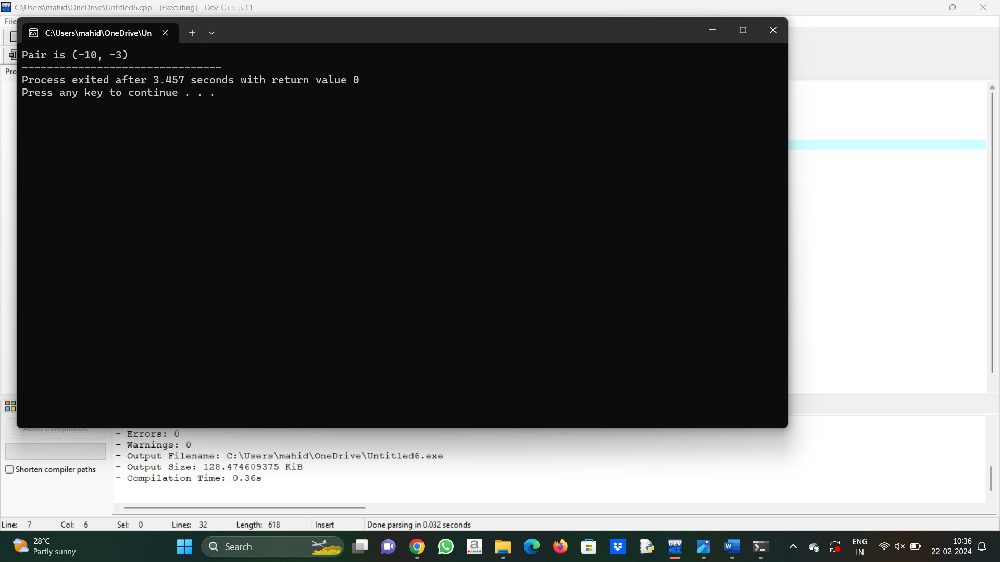 C:\Users\mahid\OneDrive\Untitled6.cpp - [Executing] - Dev-C++ 5.11
File
C:\Users\mahid\OneDrive\Un
Pair is (-10, -3)
--------------------------------
Process exited after 3.457 seconds with return value 0
Press any key to continue . . .
Abort Compilation
Shorten compiler paths
- Errors: 0
- Warnings: 0
- Output Filename: C:\Users\mahid\OneDrive\Untitled6.exe
- Output Size: 128.474609375 KiB
- Compilation Time: 0.36s
Line: 7 Col: 6 Sel: 0 Lines: 32 Length: 618 Insert Done parsing in 0.032 seconds
28°C
Partly sunny
Search
ENG
IN
10:36
22-02-2024